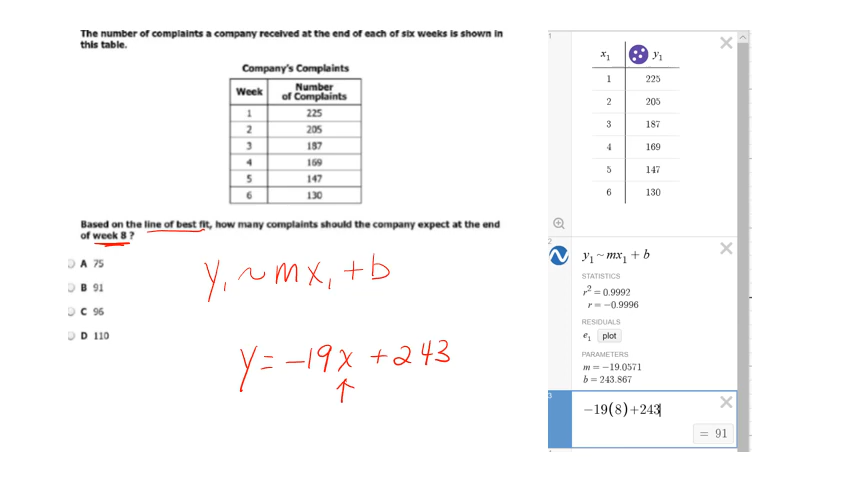 The number of complaints a company received at the end of each of six weeks is shown in
this table.
Company's Complaints
Week Number of Complaints
1 225
2 205
3 187
4 169
5 147
6 130
Based on the line of best fit, how many complaints should the company expect at the end
of week 8 ?
A 75
B 91
C 96
D 110
y₁ ~ mx₁ + b
y = -19x + 243
1
x₁ y₁
1 225
2 205
3 187
4 169
5 147
6 130
2
y₁ ~ mx₁ + b
STATISTICS
r² = 0.9992
r = −0.9996
RESIDUALS
e₁ plot
PARAMETERS
m = −19.0571
b = 243.867
3
−19(8)+243
= 91